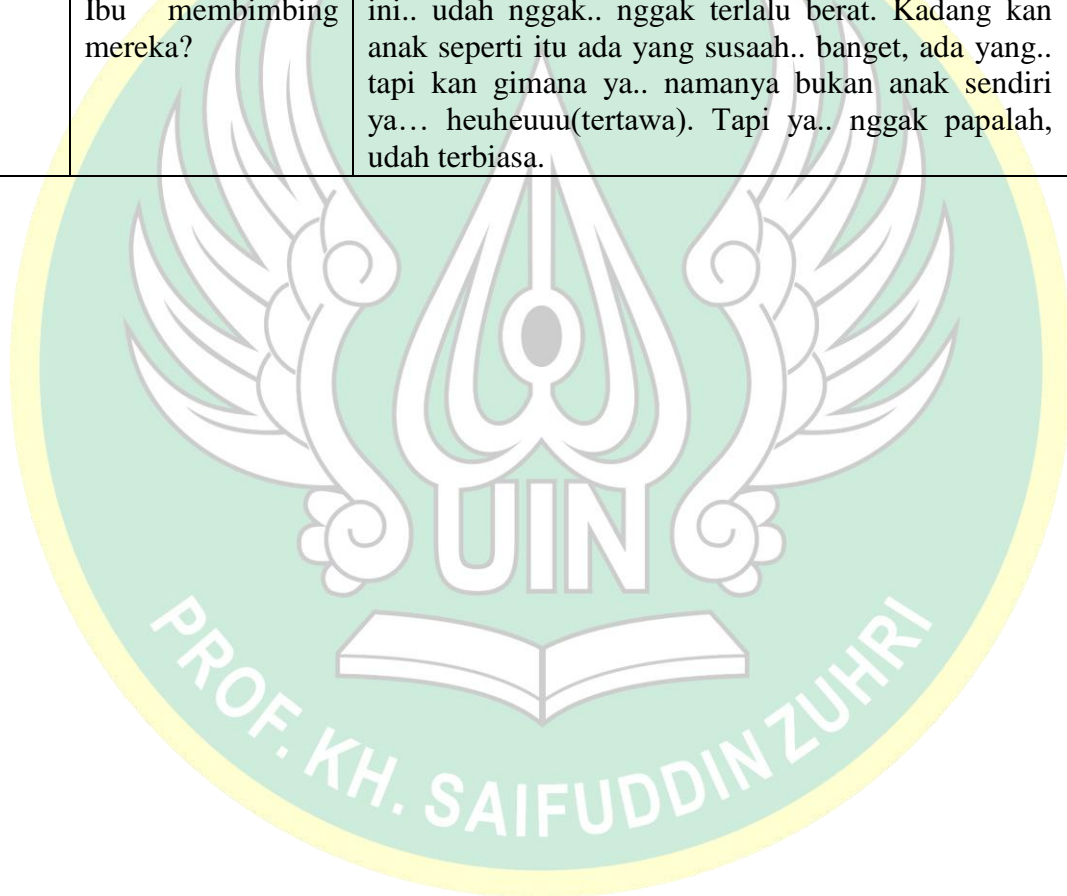 Ibu membimbing
mereka?
ini.. udah nggak.. nggak terlalu berat. Kadang kan
anak seperti itu ada yang susaah.. banget, ada yang..
tapi kan gimana ya.. namanya bukan anak sendiri
ya… heuheuuu(tertawa). Tapi ya.. nggak papalah,
udah terbiasa.
UIN
PROF. KH. SAIFUDDIN ZUHRI